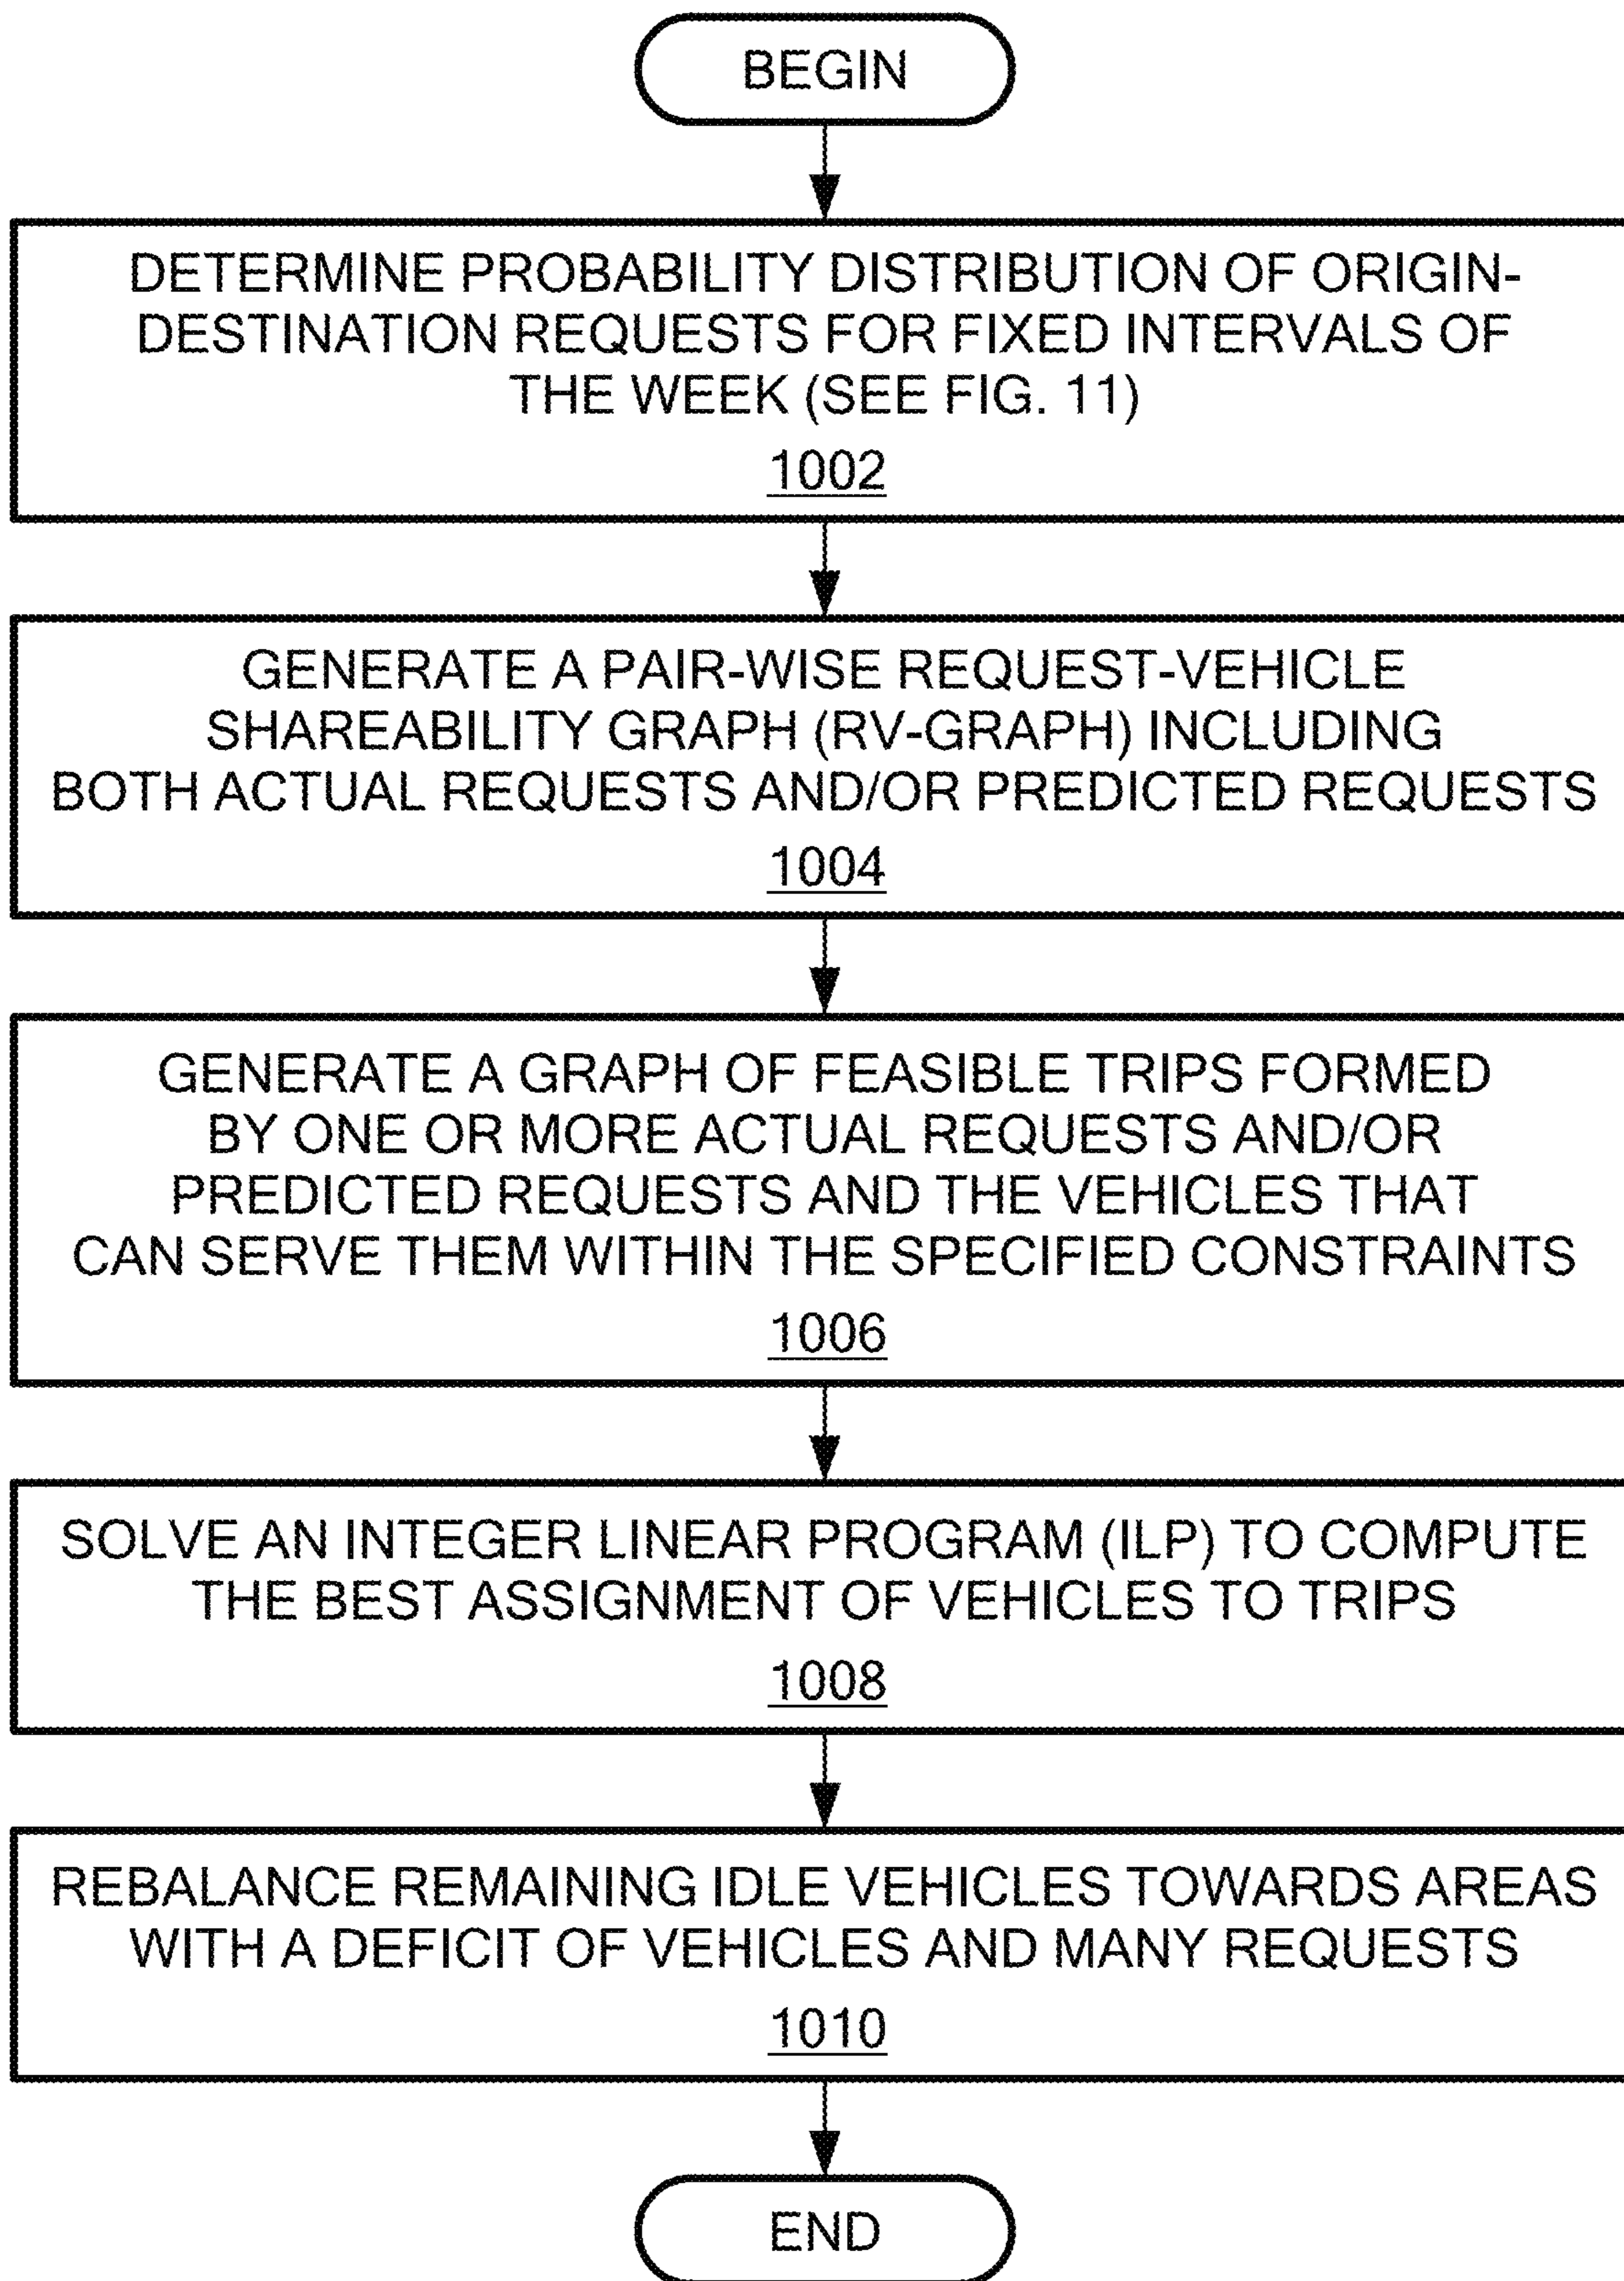 BEGIN
DETERMINE PROBABILITY DISTRIBUTION OF ORIGIN-
DESTINATION REQUESTS FOR FIXED INTERVALS OF
THE WEEK (SEE FIG. 11)
1002
GENERATE A PAIR-WISE REQUEST-VEHICLE
SHAREABILITY GRAPH (RV-GRAPH) INCLUDING
BOTH ACTUAL REQUESTS AND/OR PREDICTED REQUESTS
1004
GENERATE A GRAPH OF FEASIBLE TRIPS FORMED
BY ONE OR MORE ACTUAL REQUESTS AND/OR
PREDICTED REQUESTS AND THE VEHICLES THAT
CAN SERVE THEM WITHIN THE SPECIFIED CONSTRAINTS
1006
SOLVE AN INTEGER LINEAR PROGRAM (ILP) TO COMPUTE
THE BEST ASSIGNMENT OF VEHICLES TO TRIPS
1008
REBALANCE REMAINING IDLE VEHICLES TOWARDS AREAS
WITH A DEFICIT OF VEHICLES AND MANY REQUESTS
1010
END